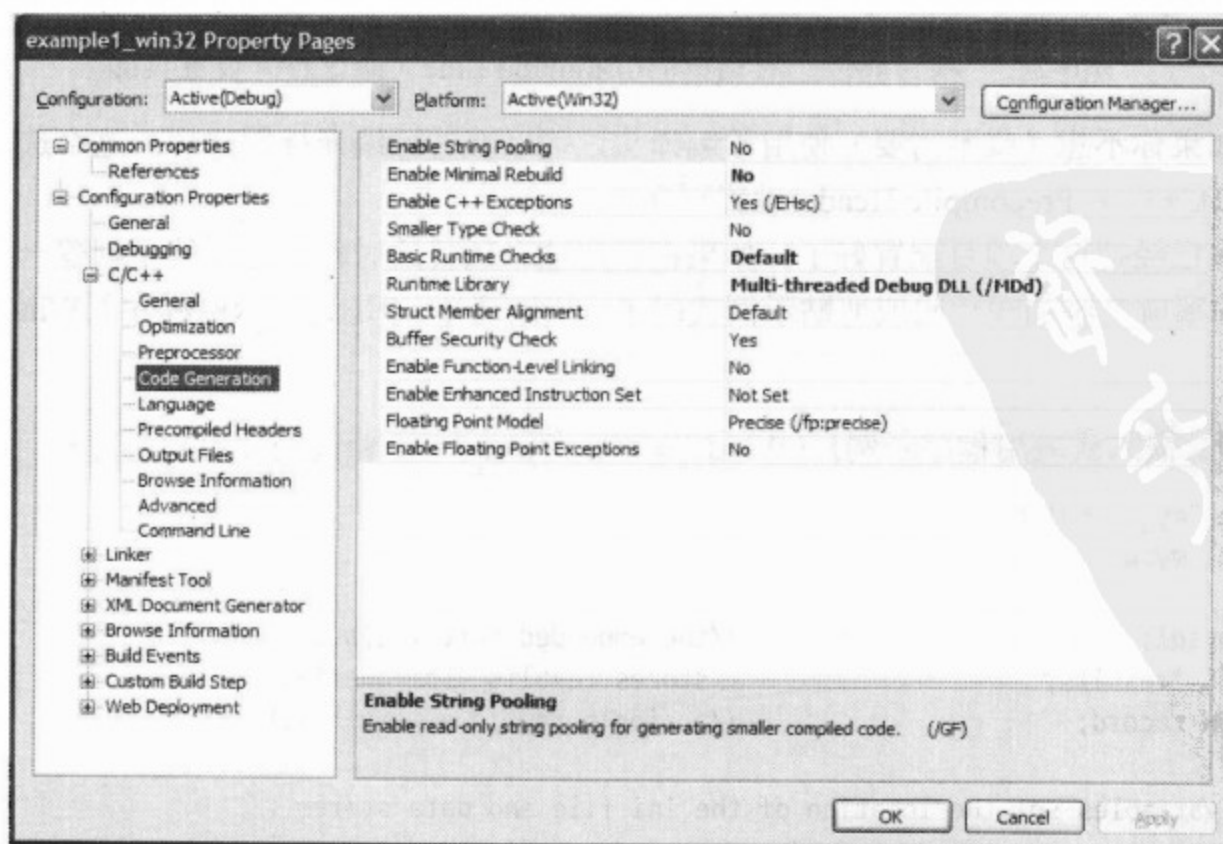 example1_win32 Property Pages
Configuration: Active(Debug) Platform: Active(Win32) Configuration Manager...
Common Properties
References
Configuration Properties
General
Debugging
C/C++
General
Optimization
Preprocessor
Code Generation
Language
Precompiled Headers
Output Files
Browse Information
Advanced
Command Line
Linker
Manifest Tool
XML Document Generator
Browse Information
Build Events
Custom Build Step
Web Deployment
Enable String Pooling No
Enable Minimal Rebuild No
Enable C++ Exceptions Yes (/EHsc)
Smaller Type Check No
Basic Runtime Checks Default
Runtime Library Multi-threaded Debug DLL (/MDd)
Struct Member Alignment Default
Buffer Security Check Yes
Enable Function-Level Linking No
Enable Enhanced Instruction Set Not Set
Floating Point Model Precise (/fp:precise)
Enable Floating Point Exceptions No
Enable String Pooling
Enable read-only string pooling for generating smaller compiled code. (/GF)
OK Cancel Apply